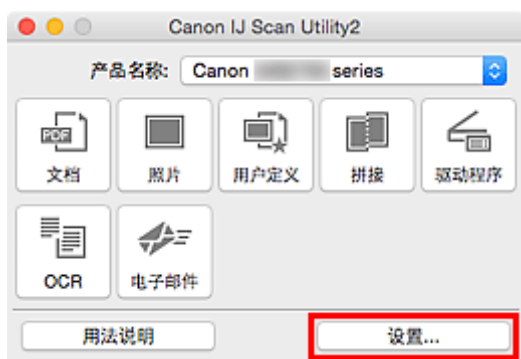 Canon IJ Scan Utility2
产品名称: Canon series
PDF
文档 照片 用户定义 拼接 驱动程序
OCR 电子邮件
用法说明 设置...